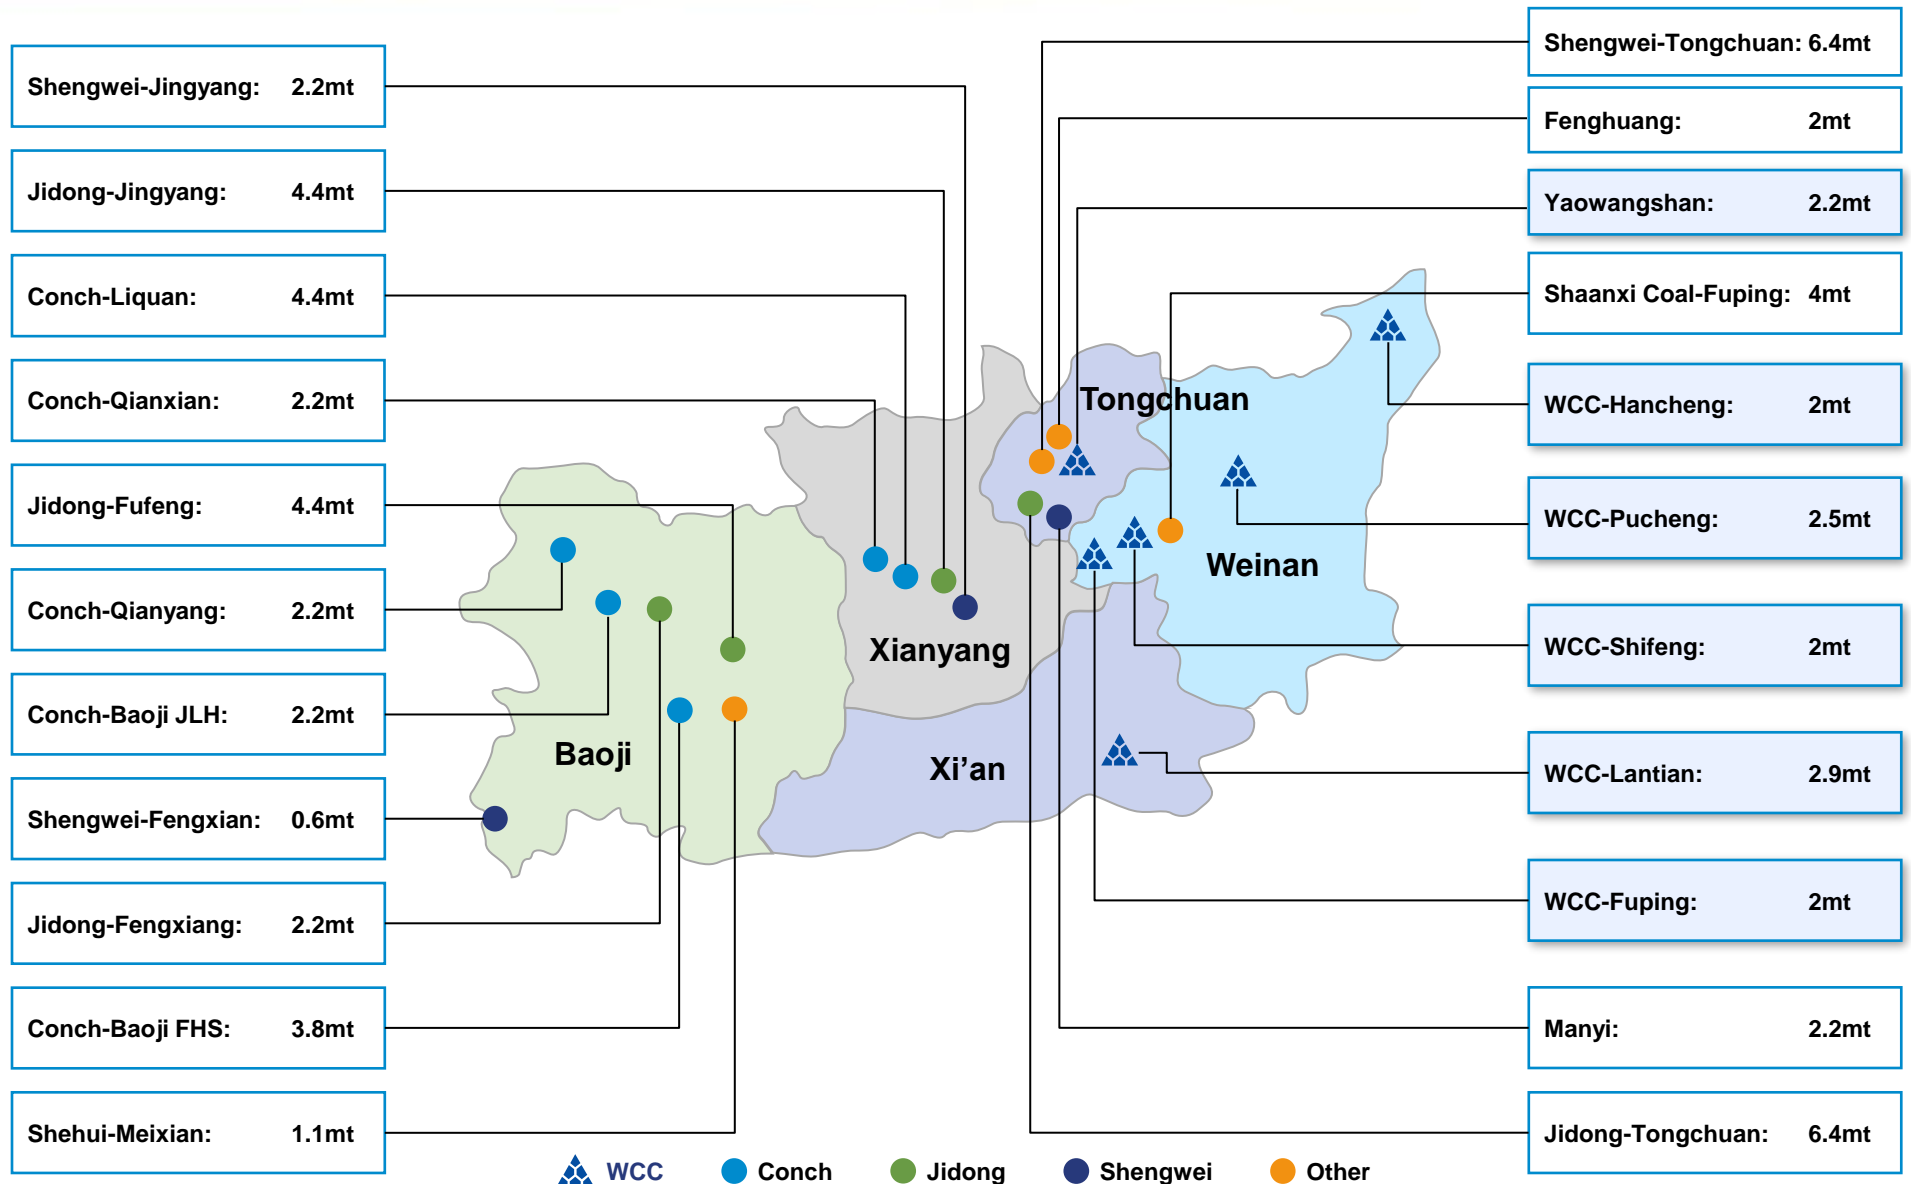 Shengwei-Jingyang: 2.2mt
Jidong-Jingyang: 4.4mt
Conch-Liquan: 4.4mt
Conch-Qianxian: 2.2mt
Jidong-Fufeng: 4.4mt
Conch-Qianyang: 2.2mt
Conch-Baoji JLH: 2.2mt
Shengwei-Fengxian: 0.6mt
Jidong-Fengxiang: 2.2mt
Conch-Baoji FHS: 3.8mt
Shehui-Meixian: 1.1mt
Tongchuan
Weinan
Xianyang
Baoji
Xi’an
Shengwei-Tongchuan: 6.4mt
Fenghuang: 2mt
Yaowangshan: 2.2mt
Shaanxi Coal-Fuping: 4mt
WCC-Hancheng: 2mt
WCC-Pucheng: 2.5mt
WCC-Shifeng: 2mt
WCC-Lantian: 2.9mt
WCC-Fuping: 2mt
Manyi: 2.2mt
Jidong-Tongchuan: 6.4mt
WCC Conch Jidong Shengwei Other